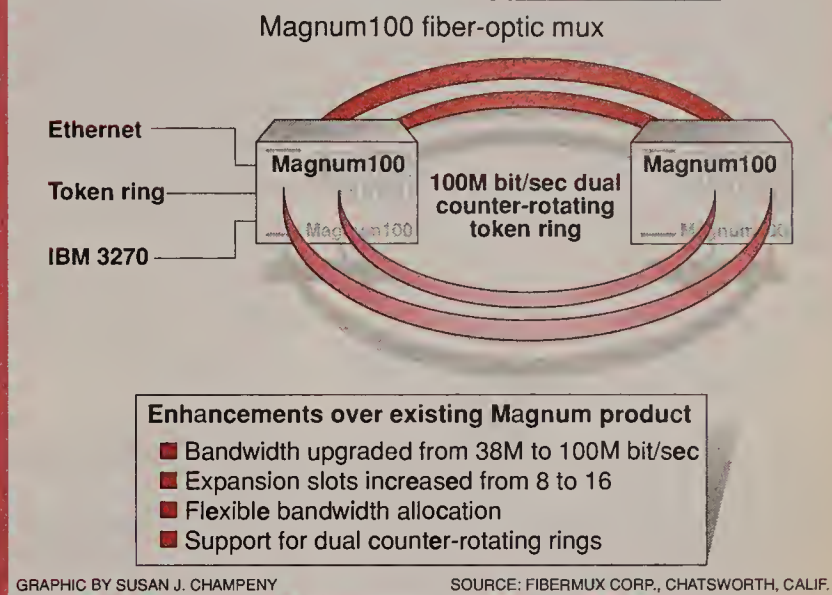 Magnum100 fiber-optic mux
Ethernet
Token ring
IBM 3270
Magnum100
Magnum100
100M bit/sec dual
counter-rotating
token ring
Magnum100
Magnum100
Enhancements over existing Magnum product
Bandwidth upgraded from 38M to 100M bit/sec
Expansion slots increased from 8 to 16
Flexible bandwidth allocation
Support for dual counter-rotating rings
GRAPHIC BY SUSAN J. CHAMPENY
SOURCE: FIBERMUX CORP., CHATSWORTH, CALIF.